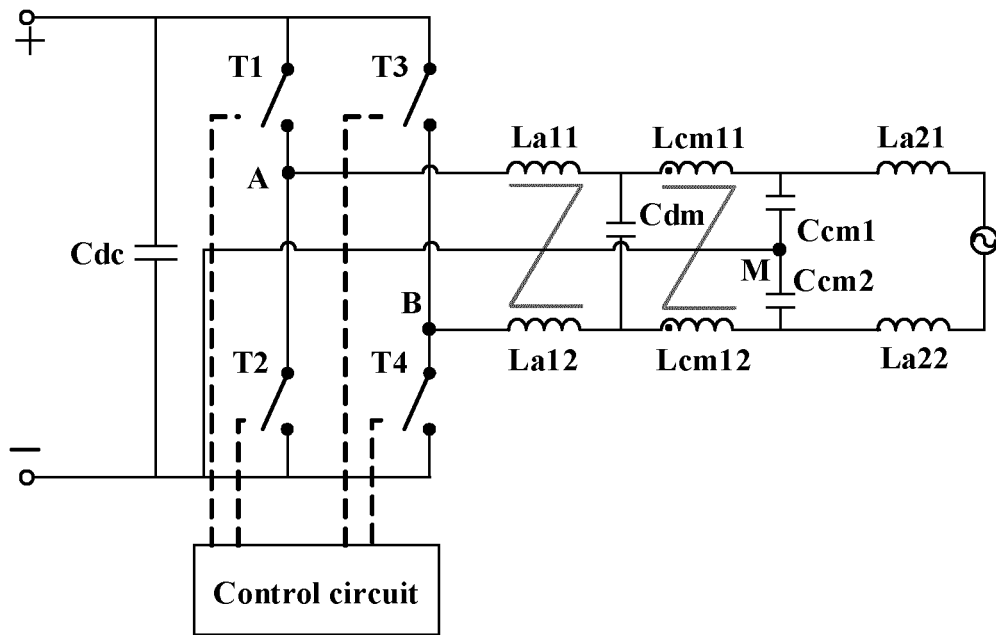 +
T1
T3
La11
Lcm11
La21
A
Cdm
Ccm1
Cdc
M
Ccm2
B
La12
Lcm12
La22
T2
T4
−
Control circuit